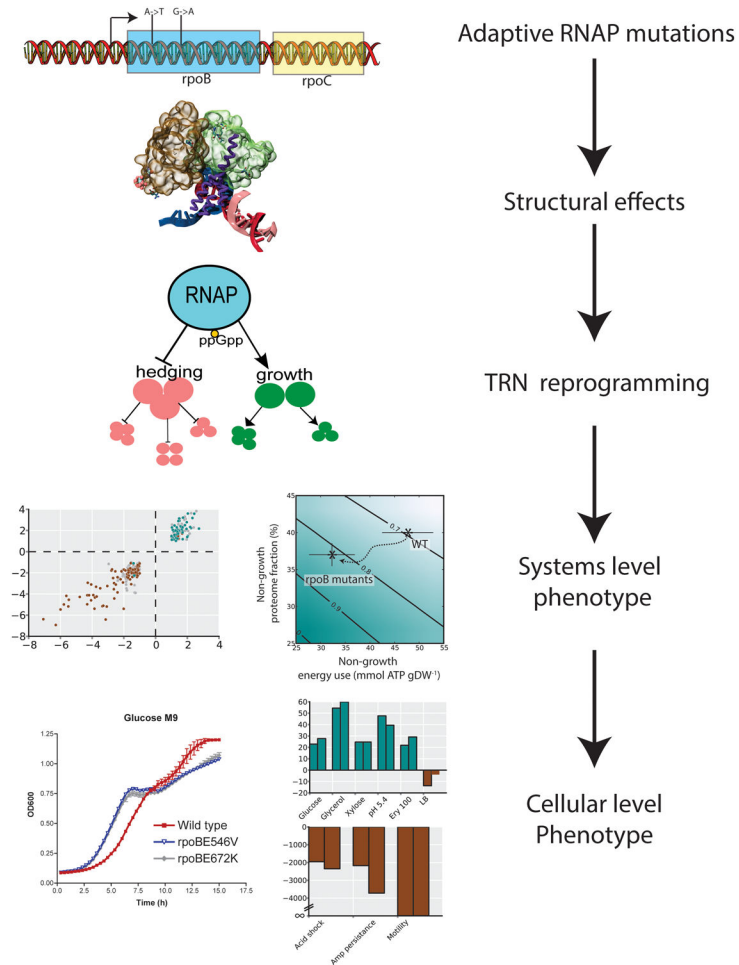 A->T G->A
Adaptive RNAP mutations
rpoB
rpoC
Structural effects
RNAP
ppGpp
hedging
growth
TRN reprogramming
4
2
0
−2
−4
−6
−8
−8 −6 −4 −2 0 2 4
45
40
35
30
25
Non-growth
proteome fraction (%)
0.7
WT
0.8
rpoB mutants
0.9
25 30 35 40 45 50 55
Non-growth
energy use (mmol ATP gDW⁻¹)
Systems level
phenotype
Glucose M9
1.25
1.00
0.75
0.50
0.25
0.00
OD600
Wild type
rpoBE546V
rpoBE672K
0.0 2.5 5.0 7.5 10.0 12.5 15.0 17.5
Time (h)
60
50
40
30
20
10
0
−10
−20
Glucose
Glycerol
Xylose
pH 5.4
Ery 100
LB
Cellular level
Phenotype
0
−1000
−2000
−3000
−4000
∞
Acid shock
Amp persistance
Motility